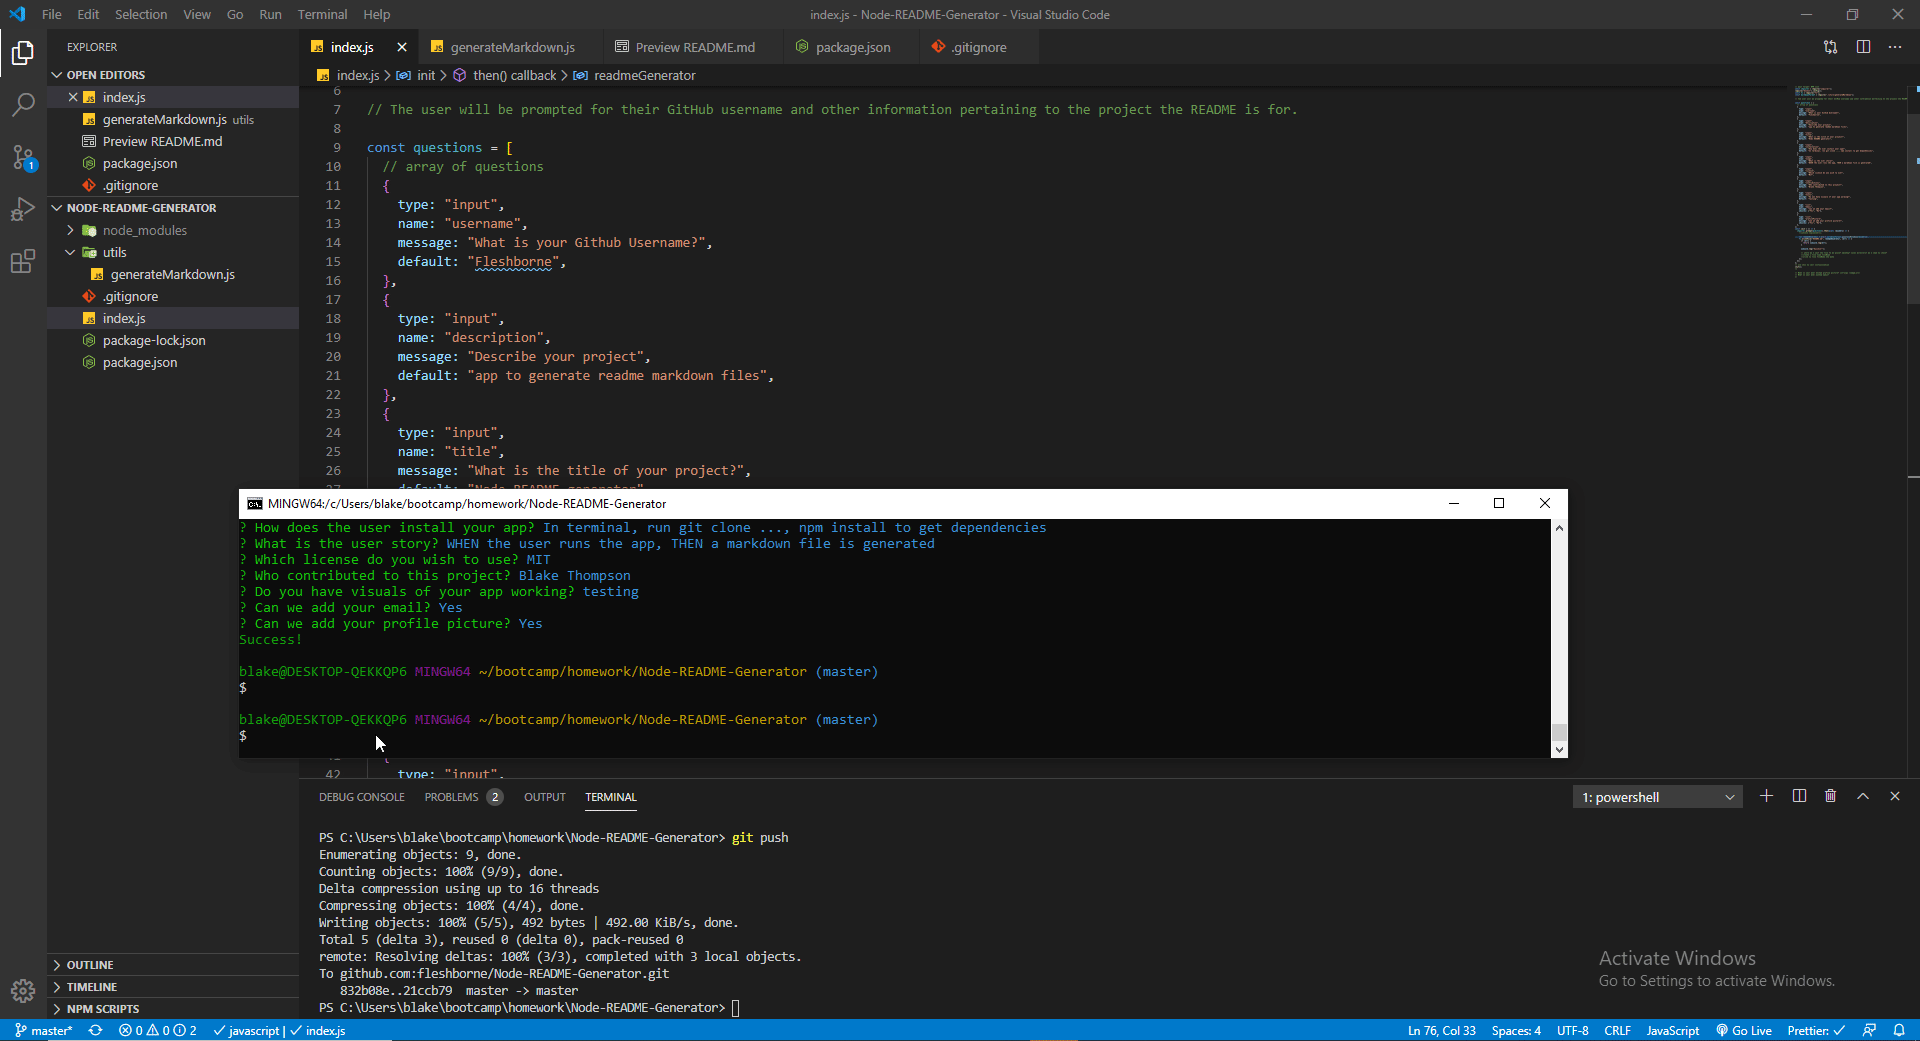 File Edit Selection View Go Run Terminal Help
index.js - Node-README-Generator - Visual Studio Code
EXPLORER
OPEN EDITORS
index.js
generateMarkdown.js utils
Preview README.md
package.json
.gitignore
NODE-README-GENERATOR
node_modules
utils
generateMarkdown.js
.gitignore
index.js
package-lock.json
package.json
OUTLINE
TIMELINE
NPM SCRIPTS
1
index.js generateMarkdown.js Preview README.md package.json .gitignore
index.js > init > then() callback > readmeGenerator
6
7 // The user will be prompted for their GitHub username and other information pertaining to the project the README is for.
8
9 const questions = [
10 // array of questions
11 {
12 type: "input",
13 name: "username",
14 message: "What is your Github Username?",
15 default: "Fleshborne",
16 },
17 {
18 type: "input",
19 name: "description",
20 message: "Describe your project",
21 default: "app to generate readme markdown files",
22 },
23 {
24 type: "input",
25 name: "title",
26 message: "What is the title of your project?",
MINGW64:/c/Users/blake/bootcamp/homework/Node-README-Generator
? How does the user install your app? In terminal, run git clone ..., npm install to get dependencies
? What is the user story? WHEN the user runs the app, THEN a markdown file is generated
? Which license do you wish to use? MIT
? Who contributed to this project? Blake Thompson
? Do you have visuals of your app working? testing
? Can we add your email? Yes
? Can we add your profile picture? Yes
Success!
blake@DESKTOP-QEKKQP6 MINGW64 ~/bootcamp/homework/Node-README-Generator (master)
$
blake@DESKTOP-QEKKQP6 MINGW64 ~/bootcamp/homework/Node-README-Generator (master)
$
42 type: "input",
DEBUG CONSOLE PROBLEMS 2 OUTPUT TERMINAL
1: powershell
PS C:\Users\blake\bootcamp\homework\Node-README-Generator> git push
Enumerating objects: 9, done.
Counting objects: 100% (9/9), done.
Delta compression using up to 16 threads
Compressing objects: 100% (4/4), done.
Writing objects: 100% (5/5), 492 bytes | 492.00 KiB/s, done.
Total 5 (delta 3), reused 0 (delta 0), pack-reused 0
remote: Resolving deltas: 100% (3/3), completed with 3 local objects.
To github.com:fleshborne/Node-README-Generator.git
832b08e..21ccb79 master -> master
PS C:\Users\blake\bootcamp\homework\Node-README-Generator>
Activate Windows
Go to Settings to activate Windows.
master* 0 0 2 javascript | index.js
Ln 76, Col 33 Spaces: 4 UTF-8 CRLF JavaScript Go Live Prettier: